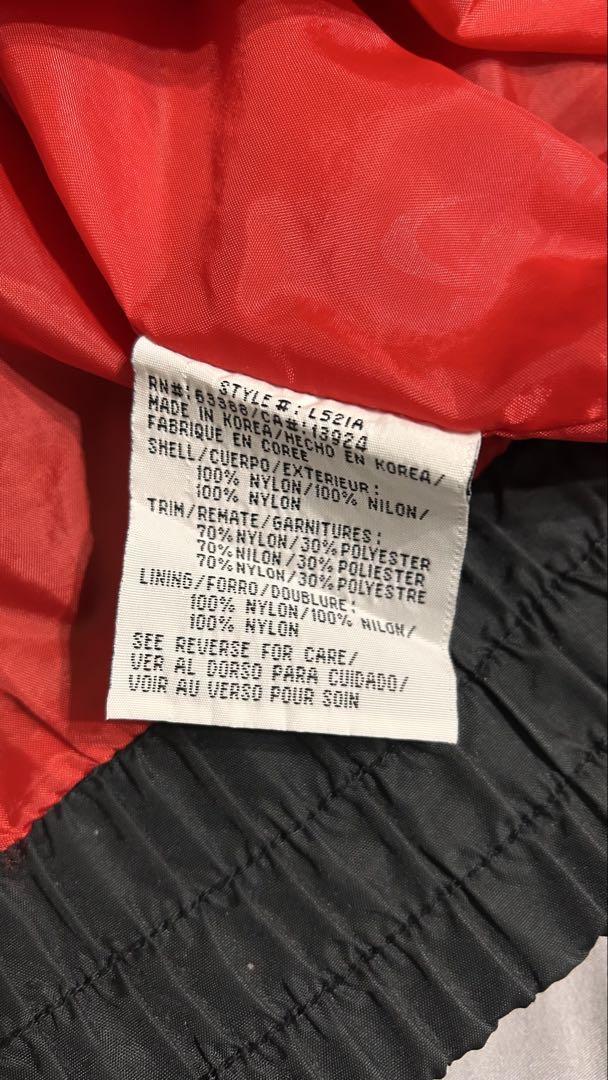 STYLE#: L521A
RN#:63368/CA#:13924
MADE IN KOREA/HECHO EN KOREA/
FABRIQUE EN COREE
SHELL/CUERPO/EXTERIEUR:
100% NYLON/100% NILON/
100% NYLON
TRIM/REMATE/GARNITURES:
70%NYLON/30%POLYESTER
70%NILON/30%POLIESTER
70%NYLON/30%POLYESTRE
LINING/FORRO/DOUBLURE:
100% NYLON/100% NILON/
100% NYLON
SEE REVERSE FOR CARE/
VER AL DORSO PARA CUIDADO/
VOIR AU VERSO POUR SOIN